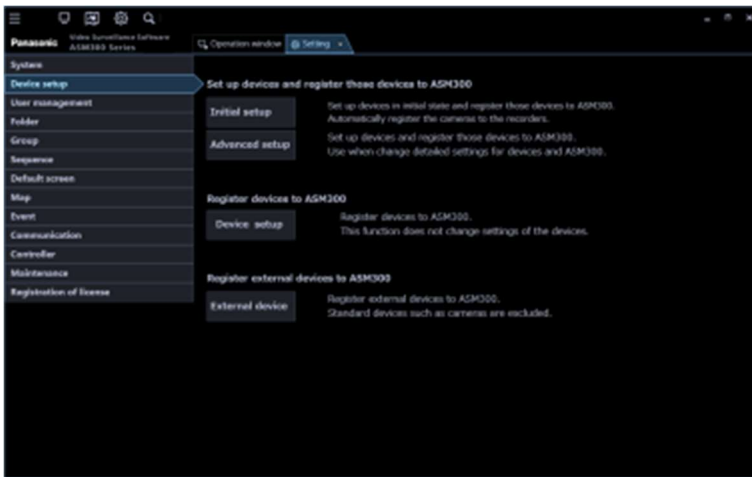 Panasonic
Video Surveillance Software
ASM300 Series
Operation window
Setting
System
Device setup
User management
Folder
Group
Sequence
Default screen
Map
Event
Communication
Controller
Maintenance
Registration of license
Set up devices and register those devices to ASM300
Initial setup
Set up devices in initial state and register those devices to ASM300.
Automatically register the cameras to the recorders.
Advanced setup
Set up devices and register those devices to ASM300.
Use when change detailed settings for devices and ASM300.
Register devices to ASM300
Device setup
Register devices to ASM300.
This function does not change settings of the devices.
Register external devices to ASM300
External device
Register external devices to ASM300.
Standard devices such as cameras are excluded.